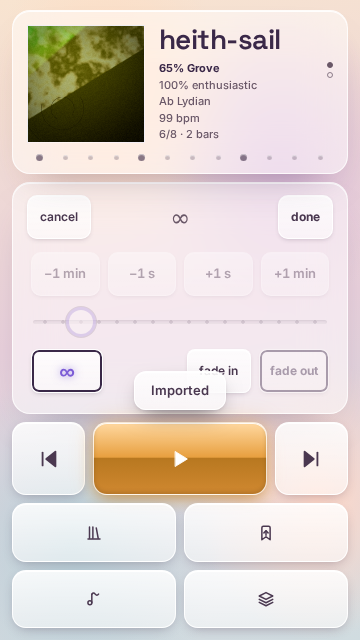 heith-sail
65% Grove
100% enthusiastic
Ab Lydian
99 bpm
6/8 · 2 bars
cancel
∞
done
−1 min
−1 s
+1 s
+1 min
∞
fade in
fade out
Imported